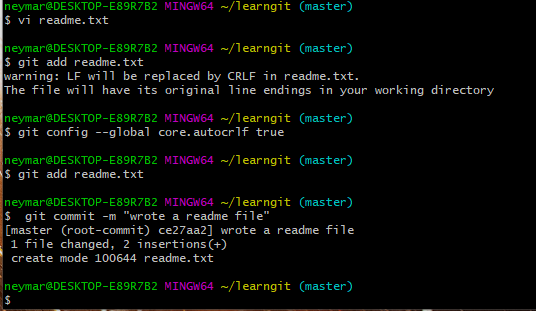 neymar@DESKTOP-E89R7B2 MINGW64 ~/learngit (master)
$ vi readme.txt
neymar@DESKTOP-E89R7B2 MINGW64 ~/learngit (master)
$ git add readme.txt
warning: LF will be replaced by CRLF in readme.txt.
The file will have its original line endings in your working directory
neymar@DESKTOP-E89R7B2 MINGW64 ~/learngit (master)
$ git config --global core.autocrlf true
neymar@DESKTOP-E89R7B2 MINGW64 ~/learngit (master)
$ git add readme.txt
neymar@DESKTOP-E89R7B2 MINGW64 ~/learngit (master)
$  git commit -m "wrote a readme file"
[master (root-commit) ce27aa2] wrote a readme file
 1 file changed, 2 insertions(+)
 create mode 100644 readme.txt
neymar@DESKTOP-E89R7B2 MINGW64 ~/learngit (master)
$